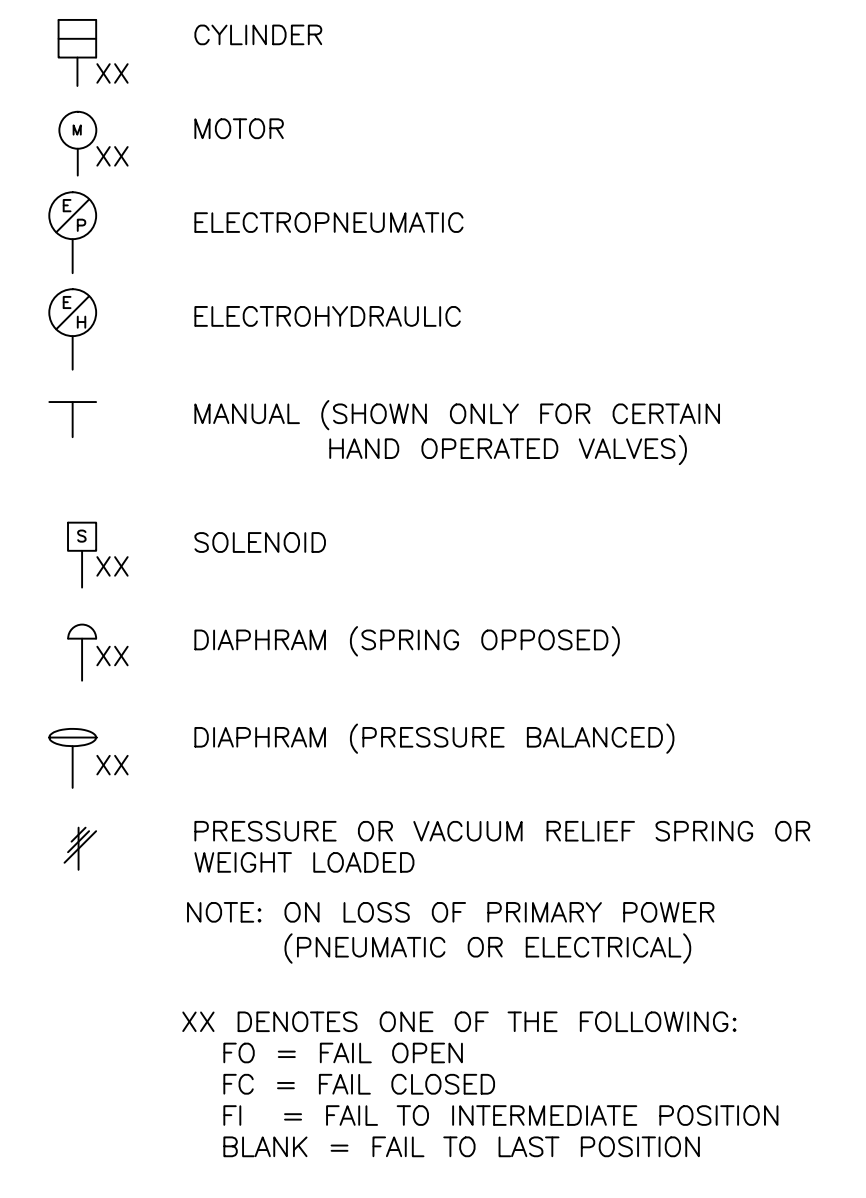 CYLINDER
XX
MOTOR
M
XX
E
P
ELECTROPNEUMATIC
E
H
ELECTROHYDRAULIC
MANUAL (SHOWN ONLY FOR CERTAIN
HAND OPERATED VALVES)
S
SOLENOID
XX
DIAPHRAM (SPRING OPPOSED)
XX
DIAPHRAM (PRESSURE BALANCED)
XX
PRESSURE OR VACUUM RELIEF SPRING OR
WEIGHT LOADED
NOTE: ON LOSS OF PRIMARY POWER
(PNEUMATIC OR ELECTRICAL)
XX DENOTES ONE OF THE FOLLOWING:
FO = FAIL OPEN
FC = FAIL CLOSED
FI = FAIL TO INTERMEDIATE POSITION
BLANK = FAIL TO LAST POSITION